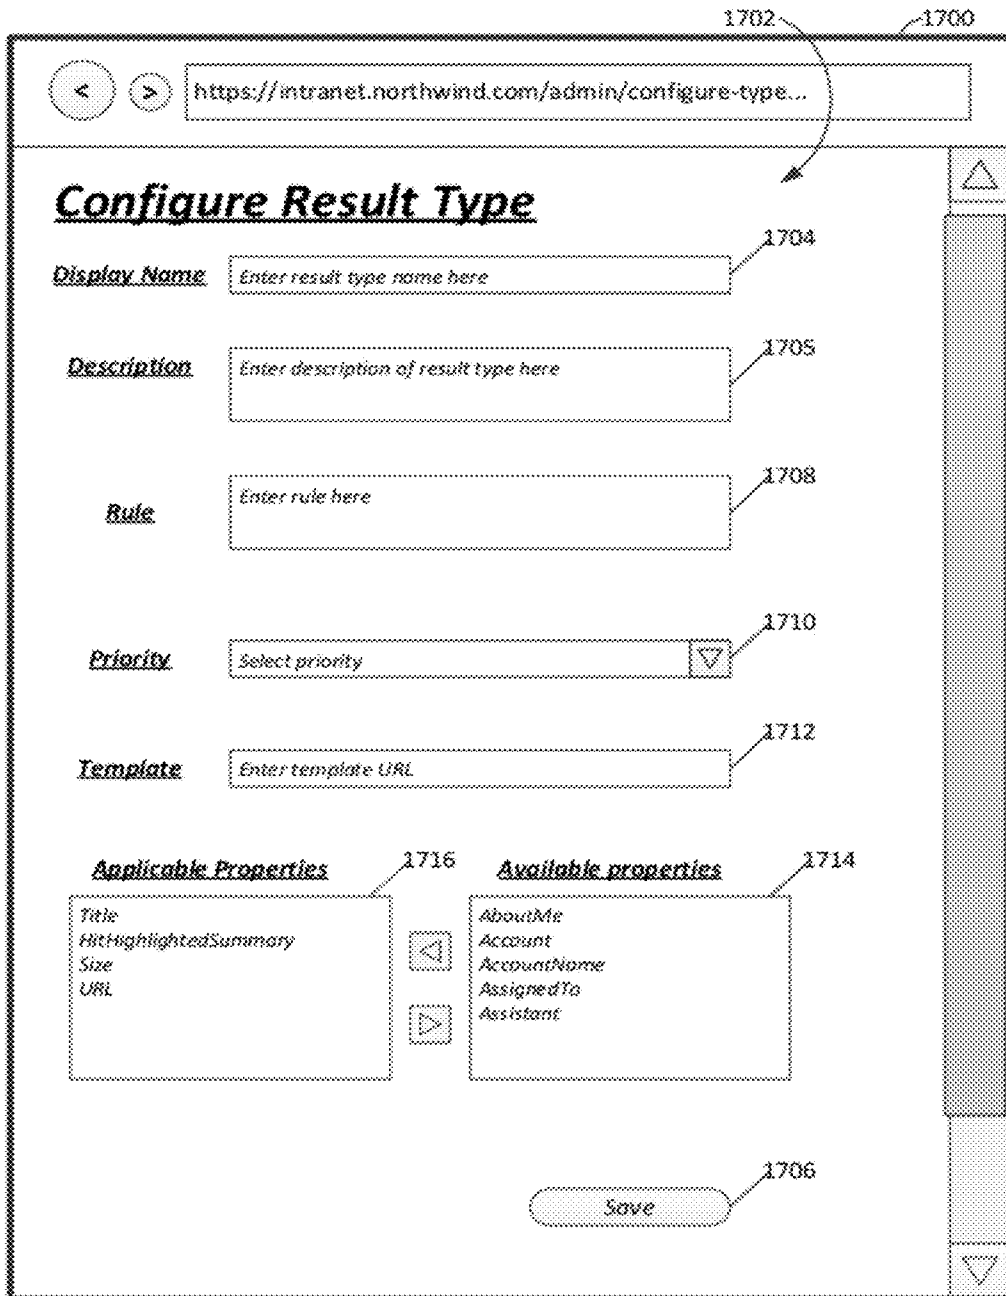 1702
1700
< > https://intranet.northwind.com/admin/configure-type...
Configure Result Type
1704
Display Name Enter result type name here
1705
Description Enter description of result type here
1708
Rule Enter rule here
1710
Priority Select priority
1712
Template Enter template URL
Applicable Properties 1716 Available properties 1714
Title
HitHighlightedSummary
Size
URL
AboutMe
Account
AccountName
AssignedTo
Assistant
1706
Save